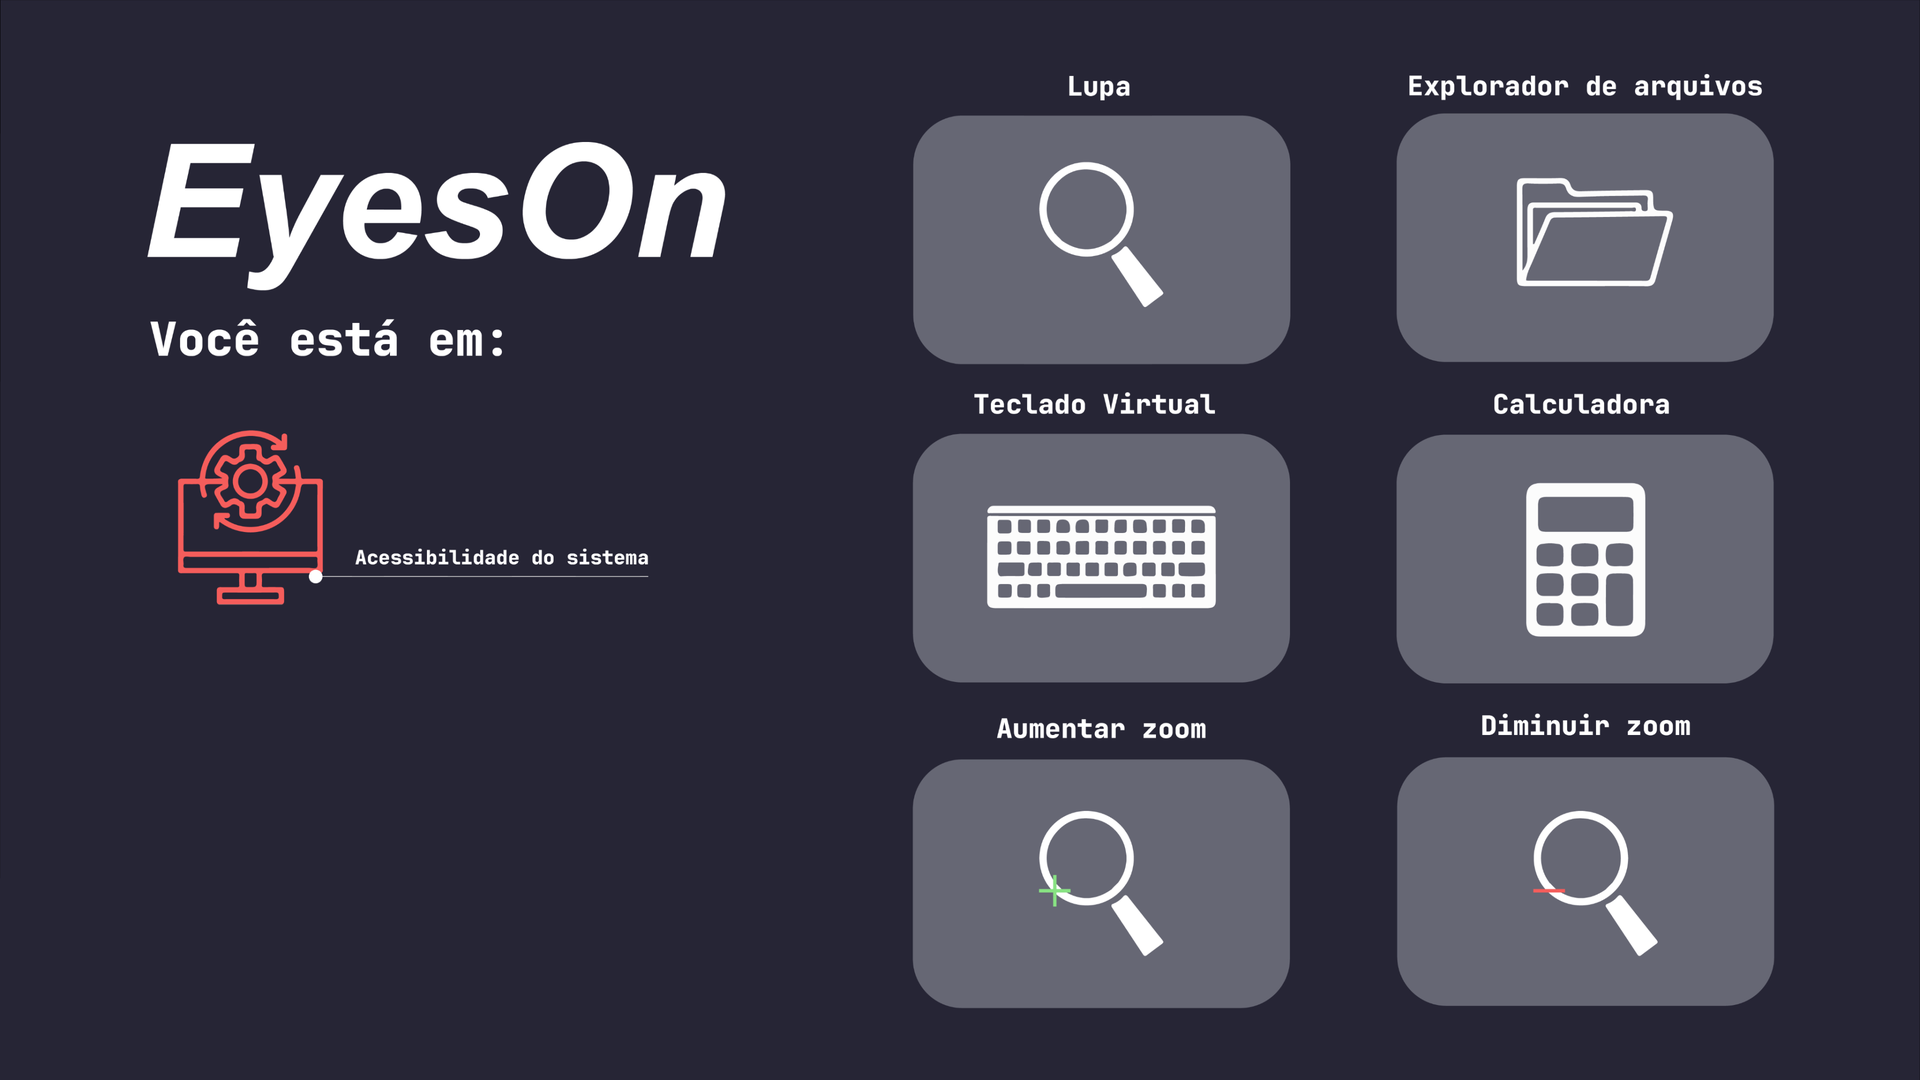 EyesOn
Você está em:
Acessibilidade do sistema
Lupa
Explorador de arquivos
Teclado Virtual
Calculadora
Aumentar zoom
Diminuir zoom